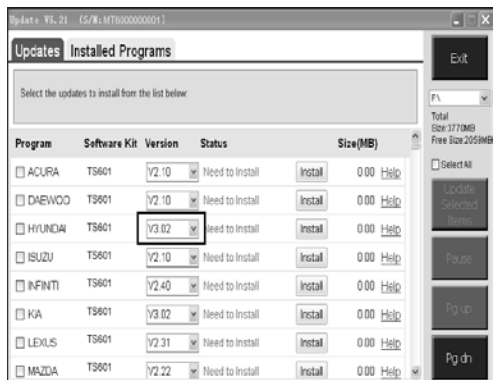 Update V6.21 (S/N:MT6000000001)
Updates Installed Programs
Exit
Select the updates to install from the list below:
F:\
Total
Size:3770MB
Free Size:2059MB
Program Software Kit Version Status Size(MB)
Select All
ACURA TS601 V2.10 Need to Install Install 0.00 Help
Update
Selected
Items
DAEWOO TS601 V2.10 Need to Install Install 0.00 Help
HYUNDAI TS601 V3.02 Need to Install Install 0.00 Help
ISUZU TS601 V2.10 Need to Install Install 0.00 Help
Pause
INFINITI TS601 V2.40 Need to Install Install 0.00 Help
Pg up
KIA TS601 V3.02 Need to Install Install 0.00 Help
LEXUS TS601 V2.31 Need to Install Install 0.00 Help
Pg dn
MAZDA TS601 V2.22 Need to Install Install 0.00 Help